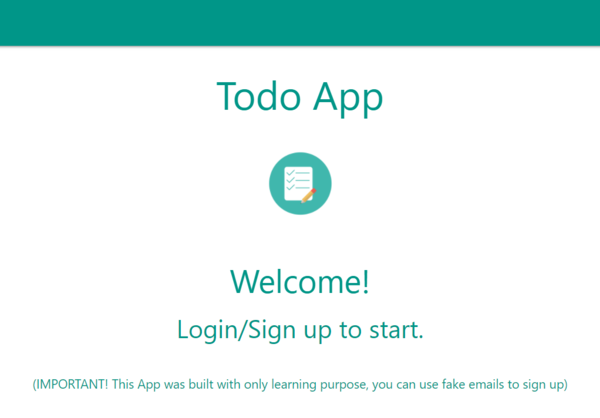 Todo App
Welcome!
Login/Sign up to start.
(IMPORTANT! This App was built with only learning purpose, you can use fake emails to sign up)